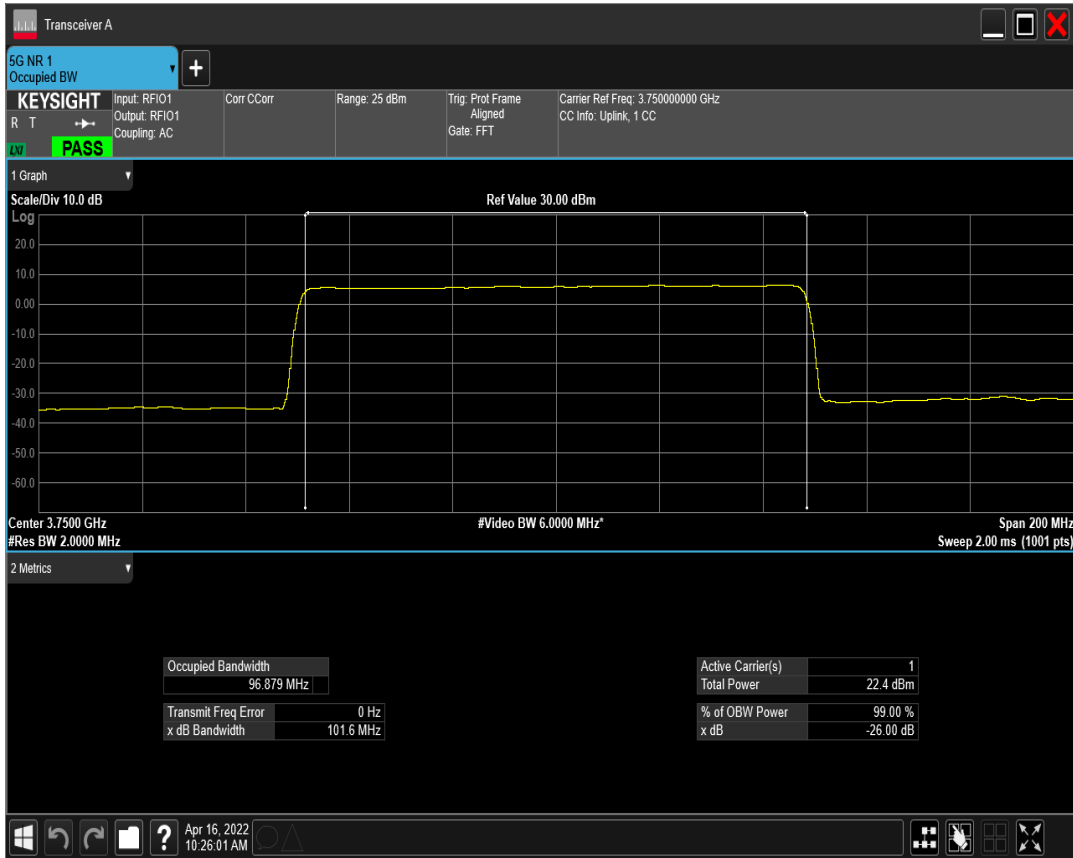 Transceiver A
5G NR 1
Occupied BW
+
KEYSIGHT
R T
LXI
PASS
Input: RFIO1
Output: RFIO1
Coupling: AC
Corr CCorr
Range: 25 dBm
Trig: Prot Frame
Aligned
Gate: FFT
Carrier Ref Freq: 3.750000000 GHz
CC Info: Uplink, 1 CC
1 Graph
Scale/Div 10.0 dB
Ref Value 30.00 dBm
Log
20.0
10.0
0.00
-10.0
-20.0
-30.0
-40.0
-50.0
-60.0
Center 3.7500 GHz
#Video BW 6.0000 MHz*
Span 200 MHz
#Res BW 2.0000 MHz
Sweep 2.00 ms (1001 pts)
2 Metrics
Occupied Bandwidth
96.879 MHz
Transmit Freq Error 0 Hz
x dB Bandwidth 101.6 MHz
Active Carrier(s) 1
Total Power 22.4 dBm
% of OBW Power 99.00 %
x dB -26.00 dB
?
Apr 16, 2022
10:26:01 AM